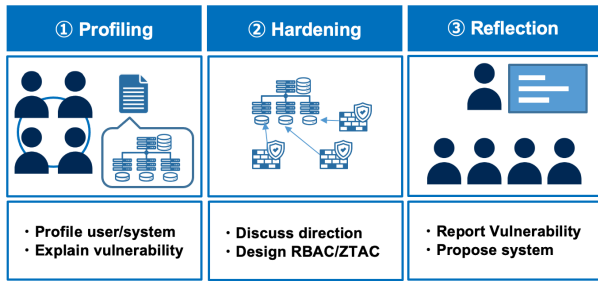 ① Profiling
② Hardening
③ Reflection
・Profile user/system
・Explain vulnerability
・Discuss direction
・Design RBAC/ZTAC
・Report Vulnerability
・Propose system